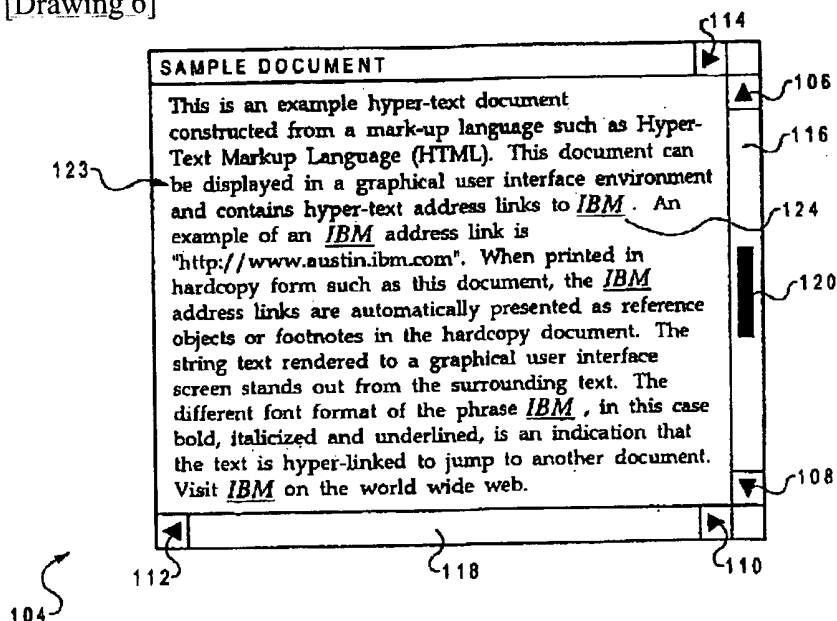 [Drawing 6]
114
SAMPLE DOCUMENT
106
This is an example hyper-text document
constructed from a mark-up language such as Hyper-
116
Text Markup Language (HTML). This document can
123
be displayed in a graphical user interface environment
and contains hyper-text address links to IBM . An
124
example of an IBM address link is
"http://www.austin.ibm.com". When printed in
hardcopy form such as this document, the IBM
120
address links are automatically presented as reference
objects or footnotes in the hardcopy document. The
string text rendered to a graphical user interface
screen stands out from the surrounding text. The
different font format of the phrase IBM , in this case
bold, italicized and underlined, is an indication that
the text is hyper-linked to jump to another document.
108
Visit IBM on the world wide web.
112
118
110
104